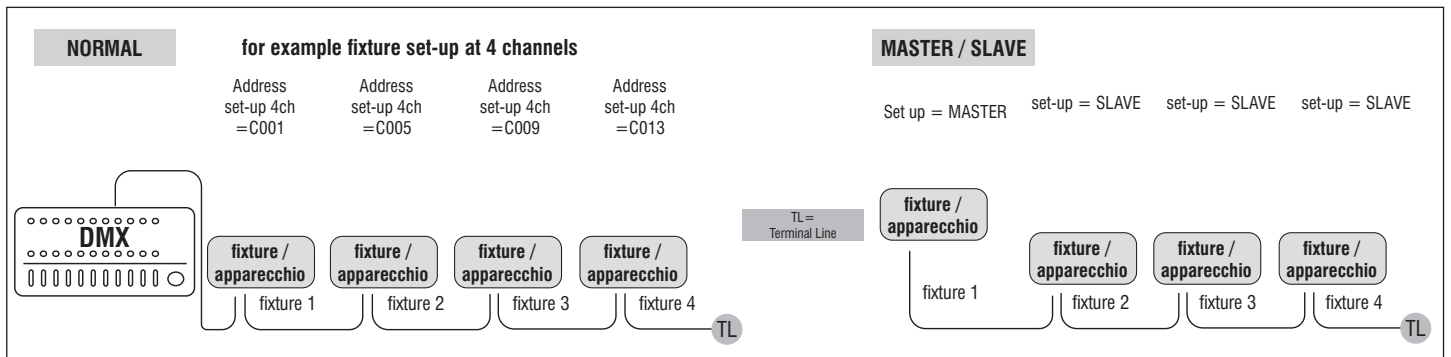 NORMAL
for example fixture set-up at 4 channels
Address
set-up 4ch
=C001
Address
set-up 4ch
=C005
Address
set-up 4ch
=C009
Address
set-up 4ch
=C013
DMX
fixture /
apparecchio
fixture /
apparecchio
fixture /
apparecchio
fixture /
apparecchio
fixture 1
fixture 2
fixture 3
fixture 4
TL
TL=
Terminal Line
MASTER / SLAVE
Set up = MASTER
set-up = SLAVE
set-up = SLAVE
set-up = SLAVE
fixture /
apparecchio
fixture /
apparecchio
fixture /
apparecchio
fixture /
apparecchio
fixture 1
fixture 2
fixture 3
fixture 4
TL